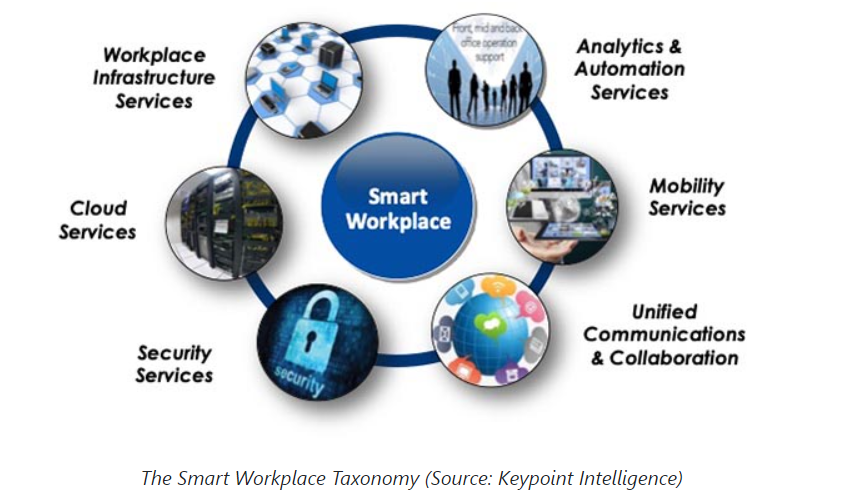 Workplace
Infrastructure
Services
Front, mid and back
office operation
support
Analytics &
Automation
Services
Cloud
Services
Smart
Workplace
Mobility
Services
Security
Services
security
Unified
Communications
& Collaboration
The Smart Workplace Taxonomy (Source: Keypoint Intelligence)